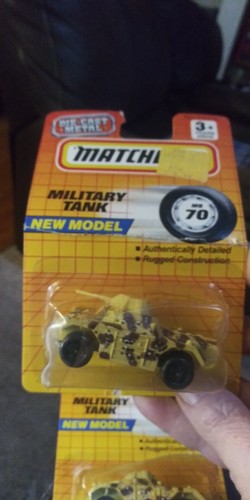 DIE-CAST
METAL
3+
MATCHB
MILITARY
TANK
MB
70
NEW MODEL
• Authentically Detailed
• Rugged Construction
MILITARY
TANK
NEW MODEL